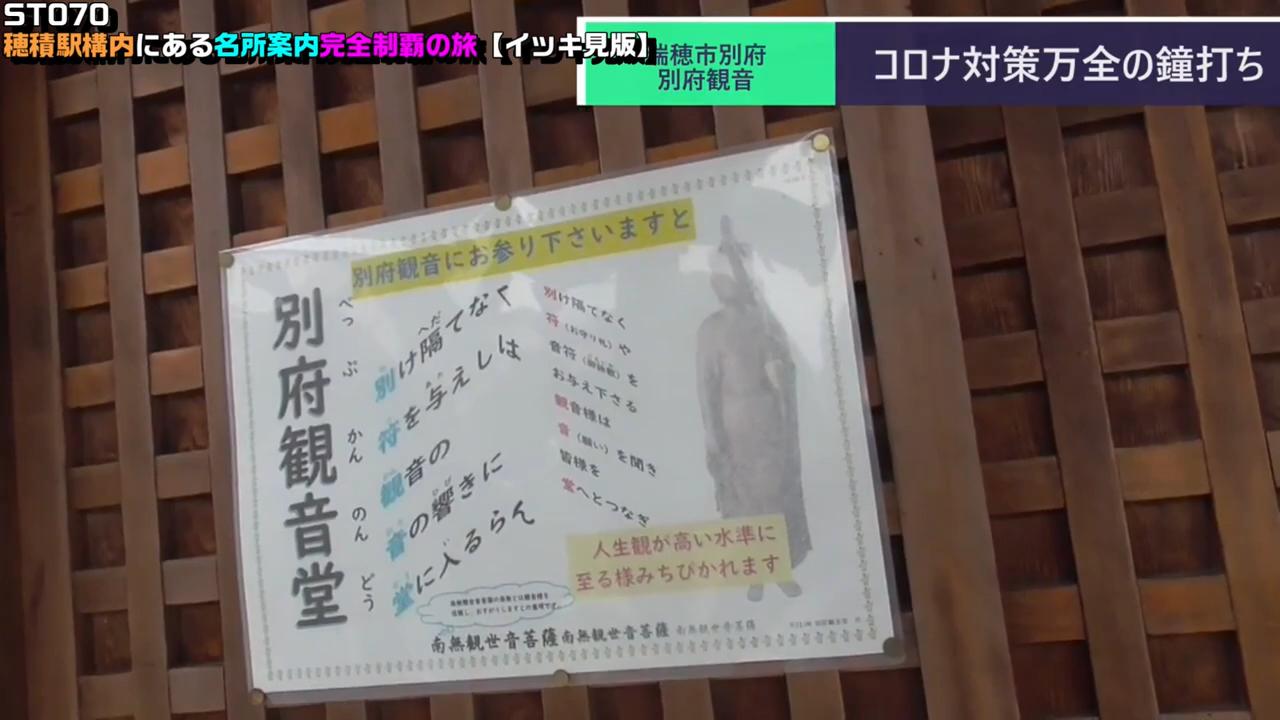 ST070
穂積駅構内にある名所案内完全制覇の旅【イッキ見版】
瑞穂市別府
別府観音
コロナ対策万全の鐘打ち
別府観音にお参り下さいますと
別府観音堂
べっぷかんのんどう
別け隔てなく
へだ
符を与えしは
観音の
音の響きに
堂に入るらん
別け隔てなく
符（お守り札）や
音符（御詠歌）を
お与え下さる
観音様は
音（願い）を聞き
皆様を
堂へとつなぎ
人生観が高い水準に
至る様みちびかれます
南無観世音菩薩 南無観世音菩薩 南無観世音菩薩